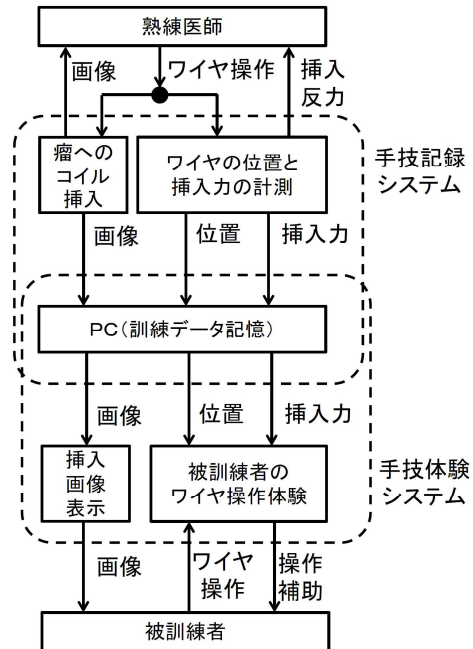 熟練医師
画像
ワイヤ操作
挿入
反力
瘤への
コイル
挿入
ワイヤの位置と
挿入力の計測
手技記録
システム
画像
位置
挿入力
PC(訓練データ記憶)
画像
位置
挿入力
挿入
画像
表示
被訓練者の
ワイヤ操作体験
手技体験
システム
画像
ワイヤ
操作
操作
補助
被訓練者